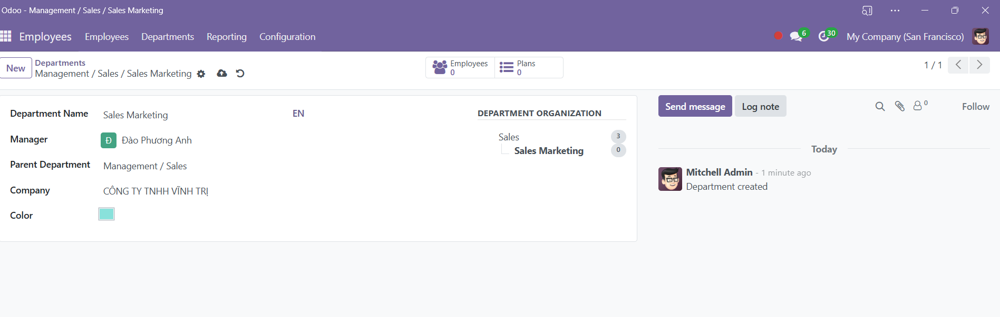 Odoo - Management / Sales / Sales Marketing
Employees Employees Departments Reporting Configuration 6 30 My Company (San Francisco)
New Departments
Management / Sales / Sales Marketing
Employees 0
Plans 0
1 / 1
Department Name Sales Marketing EN
Manager Đ Đào Phương Anh
Parent Department Management / Sales
Company CÔNG TY TNHH VĨNH TRỊ
Color
DEPARTMENT ORGANIZATION
Sales 3
Sales Marketing 0
Send message Log note 0 Follow
Today
Mitchell Admin - 1 minute ago
Department created